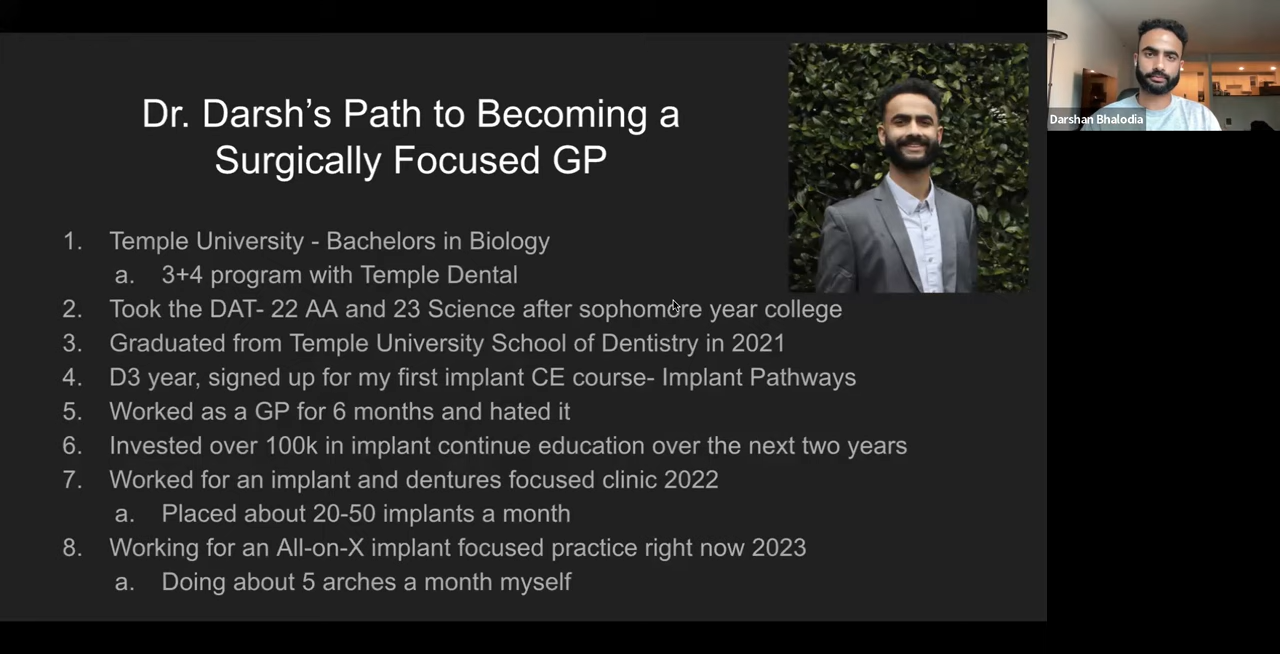 Dr. Darsh's Path to Becoming a
Surgically Focused GP
Darshan Bhalodia
1. Temple University - Bachelors in Biology
a. 3+4 program with Temple Dental
2. Took the DAT- 22 AA and 23 Science after sophomore year college
3. Graduated from Temple University School of Dentistry in 2021
4. D3 year, signed up for my first implant CE course- Implant Pathways
5. Worked as a GP for 6 months and hated it
6. Invested over 100k in implant continue education over the next two years
7. Worked for an implant and dentures focused clinic 2022
a. Placed about 20-50 implants a month
8. Working for an All-on-X implant focused practice right now 2023
a. Doing about 5 arches a month myself